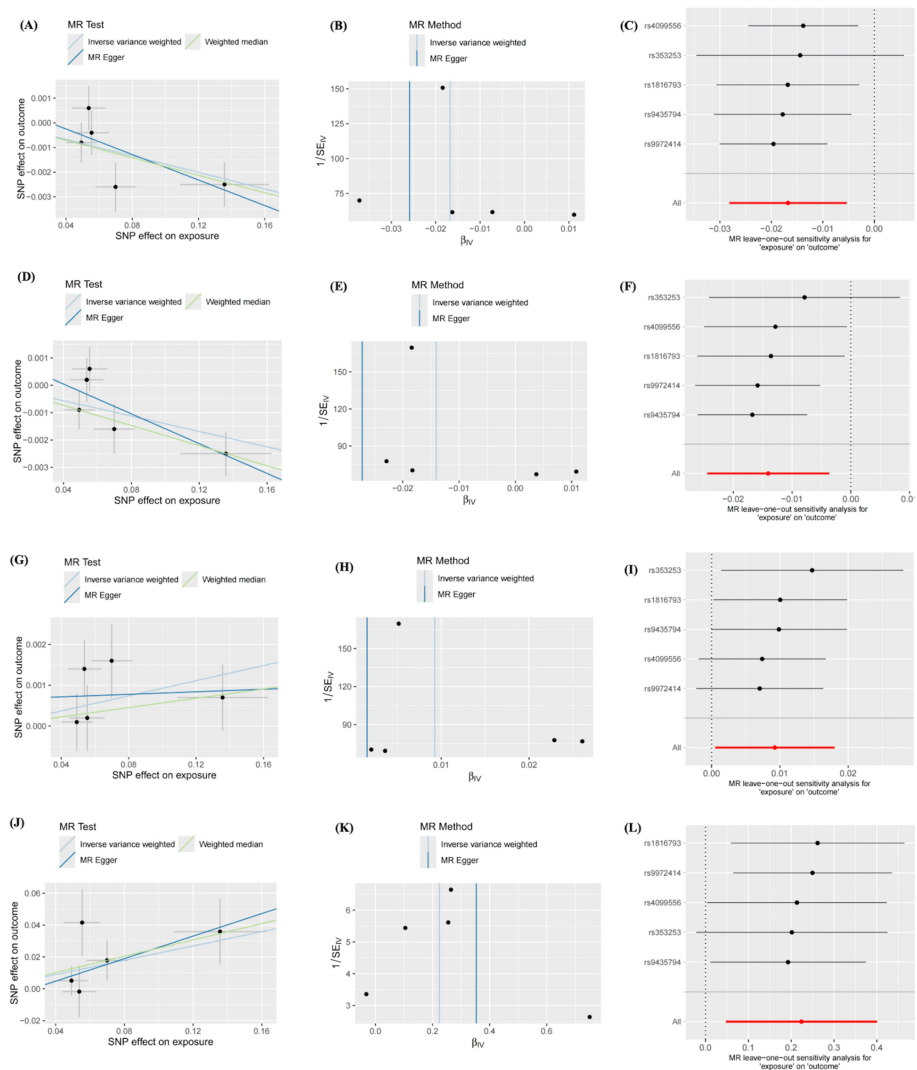 (A)
MR Test
Inverse variance weighted
Weighted median
MR Egger
SNP effect on outcome
0.001
0.000
−0.001
−0.002
−0.003
0.04
0.08
0.12
0.16
SNP effect on exposure
(B)
MR Method
Inverse variance weighted
MR Egger
1/SEIV
150
125
100
75
−0.03
−0.02
−0.01
0.00
0.01
βIV
(C)
rs4099556
rs353253
rs1816793
rs9435794
rs9972414
All
−0.03
−0.02
−0.01
0.00
MR leave−one−out sensitivity analysis for
'exposure' on 'outcome'
(D)
MR Test
Inverse variance weighted
Weighted median
MR Egger
SNP effect on outcome
0.001
0.000
−0.001
−0.002
−0.003
0.04
0.08
0.12
0.16
SNP effect on exposure
(E)
MR Method
Inverse variance weighted
MR Egger
1/SEIV
150
120
90
−0.02
−0.01
0.00
0.01
βIV
(F)
rs353253
rs4099556
rs1816793
rs9972414
rs9435794
All
−0.02
−0.01
0.00
0.01
MR leave−one−out sensitivity analysis for
'exposure' on 'outcome'
(G)
MR Test
Inverse variance weighted
Weighted median
MR Egger
SNP effect on outcome
0.002
0.001
0.000
0.04
0.08
0.12
0.16
SNP effect on exposure
(H)
MR Method
Inverse variance weighted
MR Egger
1/SEIV
150
120
90
0.01
0.02
βIV
(I)
rs353253
rs1816793
rs9435794
rs4099556
rs9972414
All
0.00
0.01
0.02
MR leave−one−out sensitivity analysis for
'exposure' on 'outcome'
(J)
MR Test
Inverse variance weighted
Weighted median
MR Egger
SNP effect on outcome
0.06
0.04
0.02
0.00
−0.02
0.04
0.08
0.12
0.16
SNP effect on exposure
(K)
MR Method
Inverse variance weighted
MR Egger
1/SEIV
6
5
4
3
0.0
0.2
0.4
0.6
βIV
(L)
rs1816793
rs9972414
rs4099556
rs353253
rs9435794
All
0.0
0.1
0.2
0.3
0.4
MR leave−one−out sensitivity analysis for
'exposure' on 'outcome'